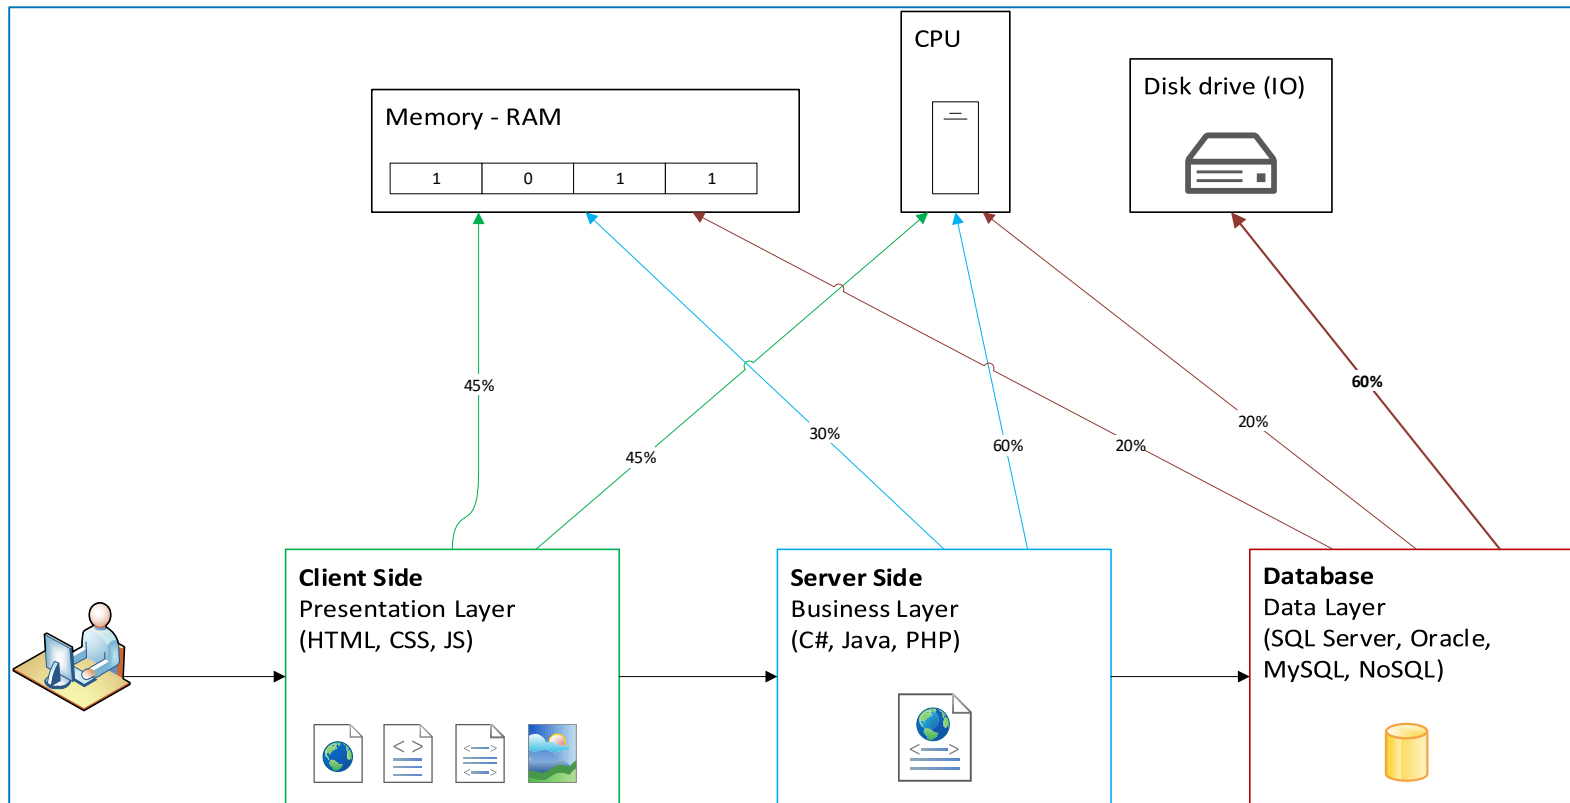 CPU
Disk drive (IO)
Memory - RAM
1 0 1 1
45%
60%
20%
30%
60%
20%
45%
Client Side
Presentation Layer
(HTML, CSS, JS)
Server Side
Business Layer
(C#, Java, PHP)
Database
Data Layer
(SQL Server, Oracle,
MySQL, NoSQL)